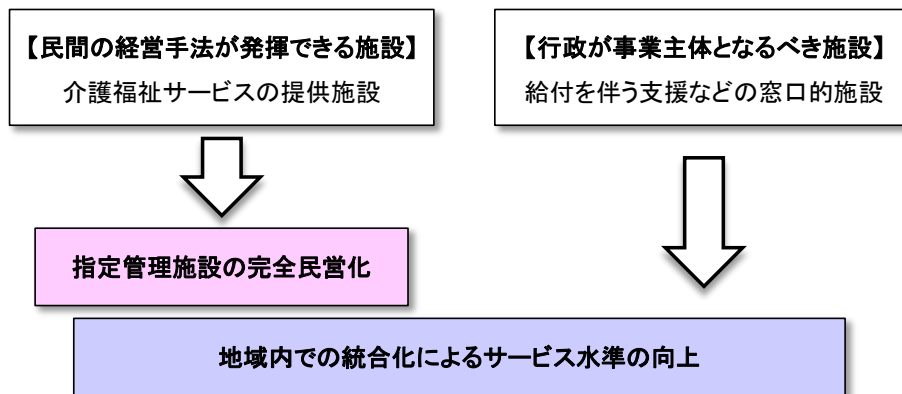 【民間の経営手法が発揮できる施設】
介護福祉サービスの提供施設
【行政が事業主体となるべき施設】
給付を伴う支援などの窓口的施設
指定管理施設の完全民営化
地域内での統合化によるサービス水準の向上